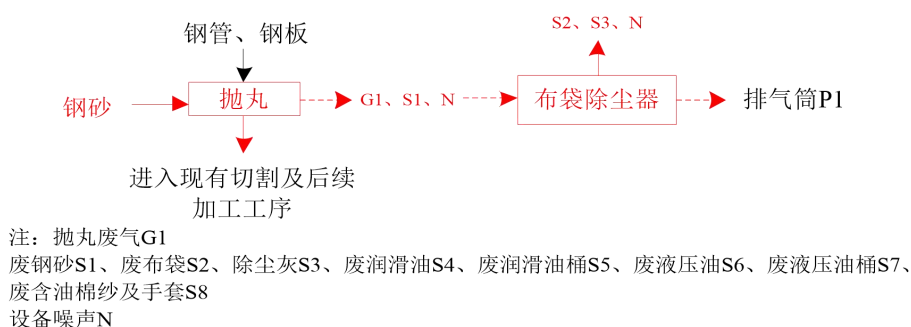 S2、S3、N
钢管、钢板
钢砂
抛丸
G1、S1、N
布袋除尘器
排气筒P1
进入现有切割及后续
加工工序
注：抛丸废气G1
废钢砂S1、废布袋S2、除尘灰S3、废润滑油S4、废润滑油桶S5、废液压油S6、废液压油桶S7、
废含油棉纱及手套S8
设备噪声N